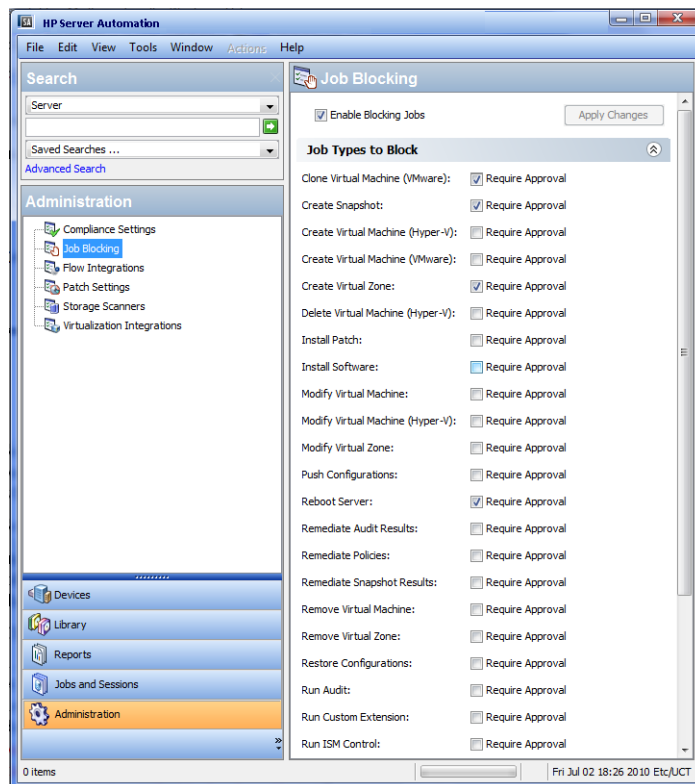 SA HP Server Automation
File Edit View Tools Window Actions Help
Search
Server
Saved Searches ...
Advanced Search
Administration
Compliance Settings
Job Blocking
Flow Integrations
Patch Settings
Storage Scanners
Virtualization Integrations
Devices
Library
Reports
Jobs and Sessions
Administration
Job Blocking
Enable Blocking Jobs Apply Changes
Job Types to Block
Clone Virtual Machine (VMware): Require Approval
Create Snapshot: Require Approval
Create Virtual Machine (Hyper-V): Require Approval
Create Virtual Machine (VMware): Require Approval
Create Virtual Zone: Require Approval
Delete Virtual Machine (Hyper-V): Require Approval
Install Patch: Require Approval
Install Software: Require Approval
Modify Virtual Machine: Require Approval
Modify Virtual Machine (Hyper-V): Require Approval
Modify Virtual Zone: Require Approval
Push Configurations: Require Approval
Reboot Server: Require Approval
Remediate Audit Results: Require Approval
Remediate Policies: Require Approval
Remediate Snapshot Results: Require Approval
Remove Virtual Machine: Require Approval
Remove Virtual Zone: Require Approval
Restore Configurations: Require Approval
Run Audit: Require Approval
Run Custom Extension: Require Approval
Run ISM Control: Require Approval
0 items Fri Jul 02 18:26 2010 Etc/UCT